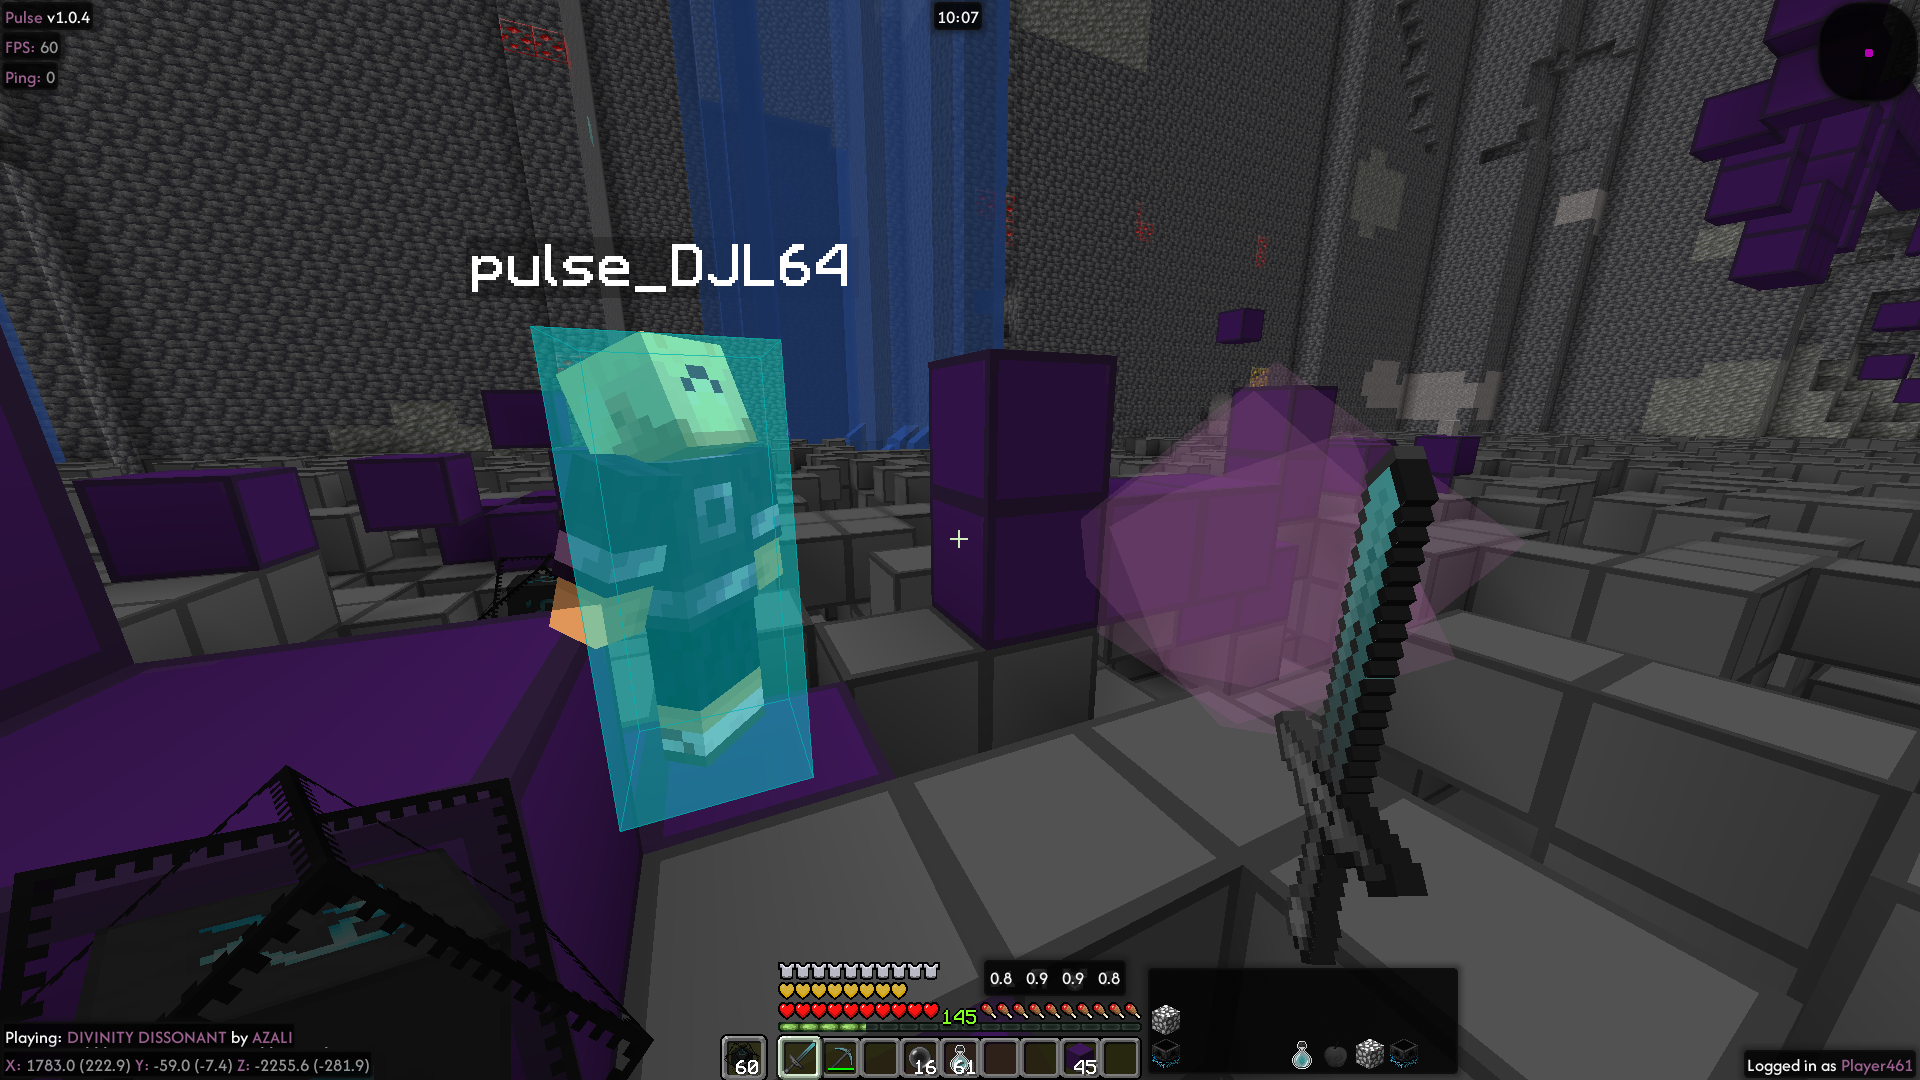 Pulse v1.0.4
10:07
FPS: 60
Ping: 0
pulse_DJL64
0.8 0.9 0.9 0.8
145
Playing: DIVINITY DISSONANT by AZALI
X: 1783.0 (222.9) Y: -59.0 (-7.4) Z: -2255.6 (-281.9)
60
16
61
45
Logged in as Player461